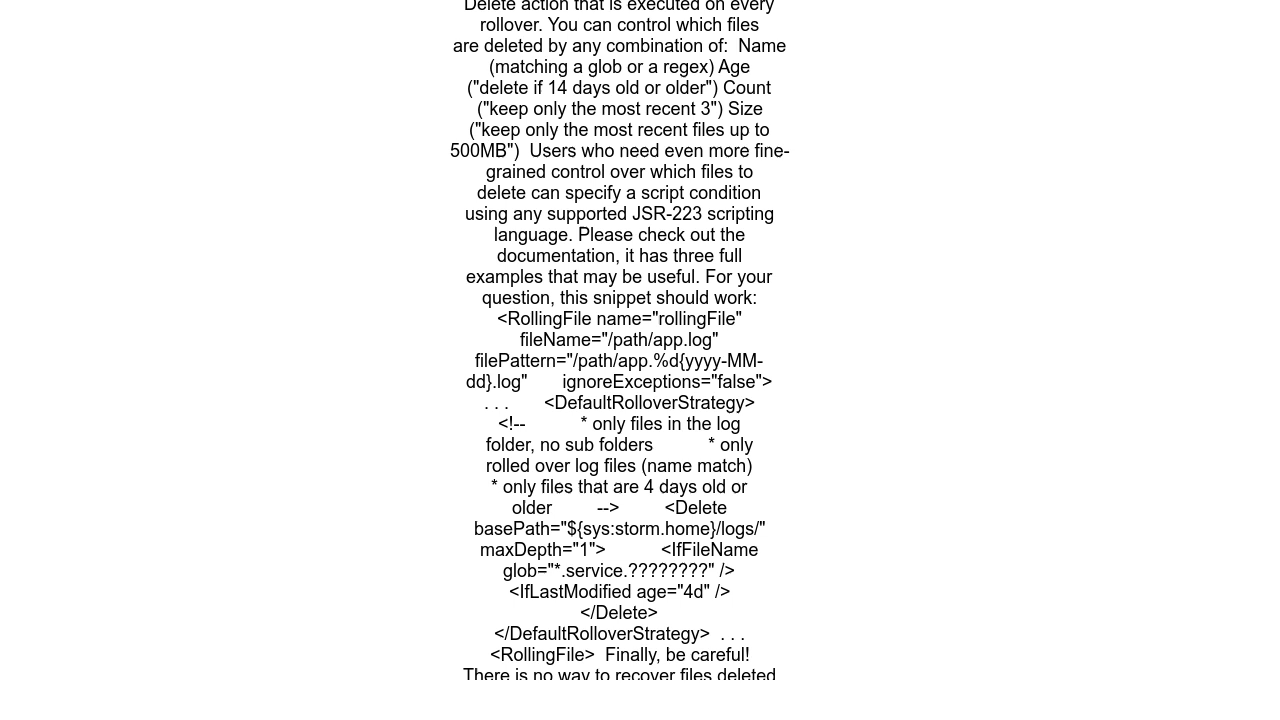 Delete action that is executed on every
rollover. You can control which files
are deleted by any combination of:  Name
(matching a glob or a regex) Age
("delete if 14 days old or older") Count
("keep only the most recent 3") Size
("keep only the most recent files up to
500MB")  Users who need even more fine-
grained control over which files to
delete can specify a script condition
using any supported JSR-223 scripting
language. Please check out the
documentation, it has three full
examples that may be useful. For your
question, this snippet should work:
<RollingFile name="rollingFile"
fileName="/path/app.log"
filePattern="/path/app.%d{yyyy-MM-
dd}.log"       ignoreExceptions="false">
. . .       <DefaultRolloverStrategy>
<!--           * only files in the log
folder, no sub folders           * only
rolled over log files (name match)
* only files that are 4 days old or
older         -->         <Delete
basePath="${sys:storm.home}/logs/"
maxDepth="1">           <IfFileName
glob="*.service.????????" />
<IfLastModified age="4d" />
</Delete>
</DefaultRolloverStrategy>  . . .
<RollingFile>  Finally, be careful!
There is no way to recover files deleted